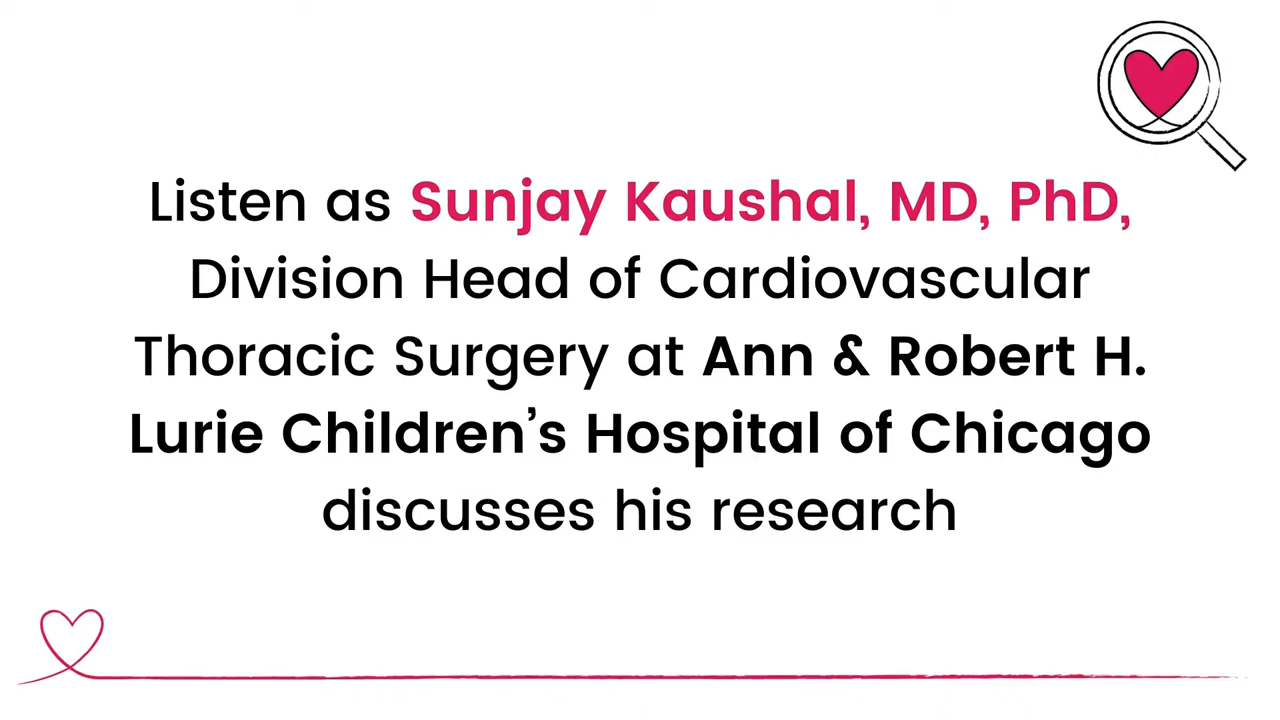 Listen as Sunjay Kaushal, MD, PhD,
Division Head of Cardiovascular
Thoracic Surgery at Ann & Robert H.
Lurie Children’s Hospital of Chicago
discusses his research